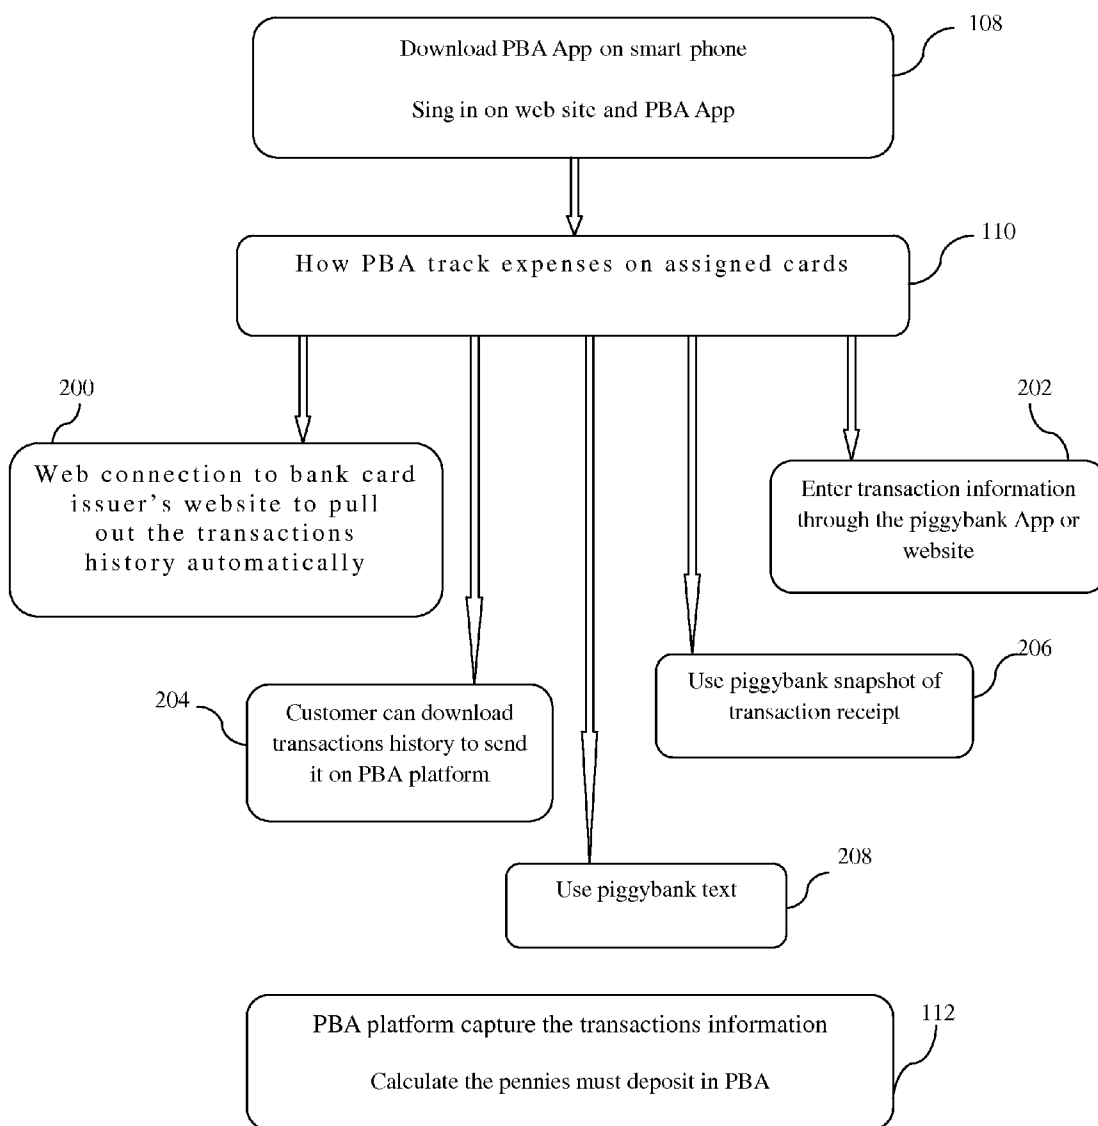 108
Download PBA App on smart phone
Sing in on web site and PBA App
110
How PBA track expenses on assigned cards
200
Web connection to bank card
issuer's website to pull
out the transactions
history automatically
202
Enter transaction information
through the piggybank App or
website
204
Customer can download
transactions history to send
it on PBA platform
206
Use piggybank snapshot of
transaction receipt
208
Use piggybank text
112
PBA platform capture the transactions information
Calculate the pennies must deposit in PBA